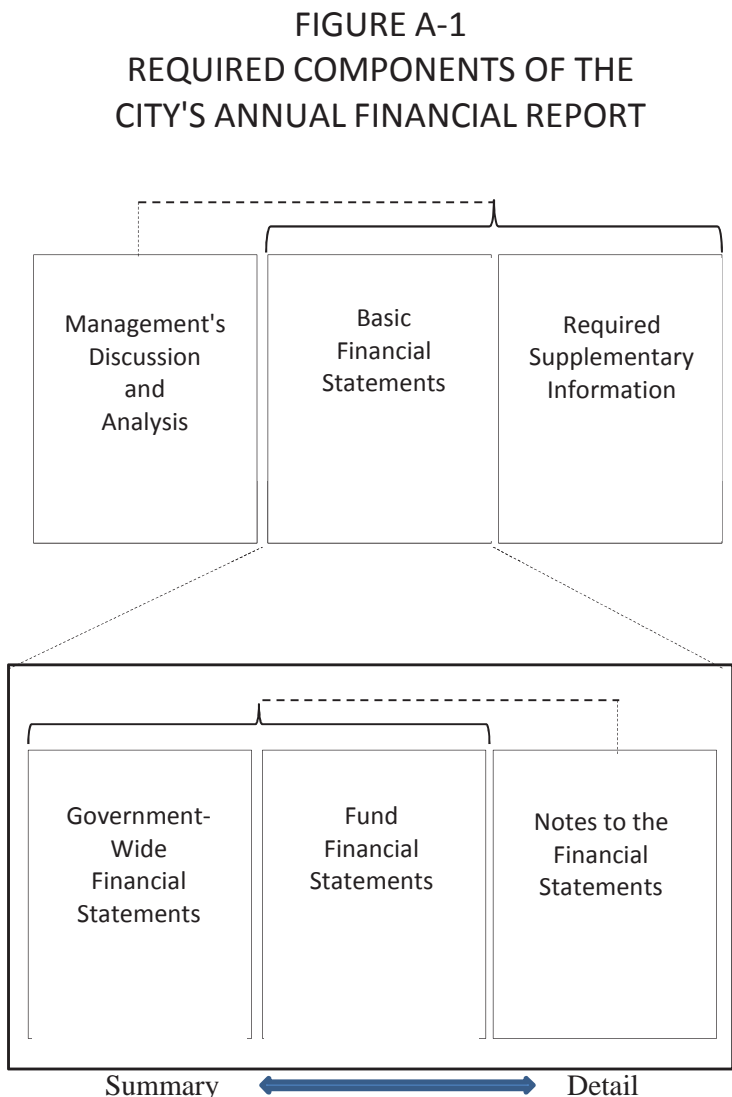 FIGURE A-1
REQUIRED COMPONENTS OF THE
CITY'S ANNUAL FINANCIAL REPORT
Management's
Discussion
and
Analysis
Basic
Financial
Statements
Required
Supplementary
Information
Government-
Wide
Financial
Statements
Fund
Financial
Statements
Notes to the
Financial
Statements
Summary
Detail